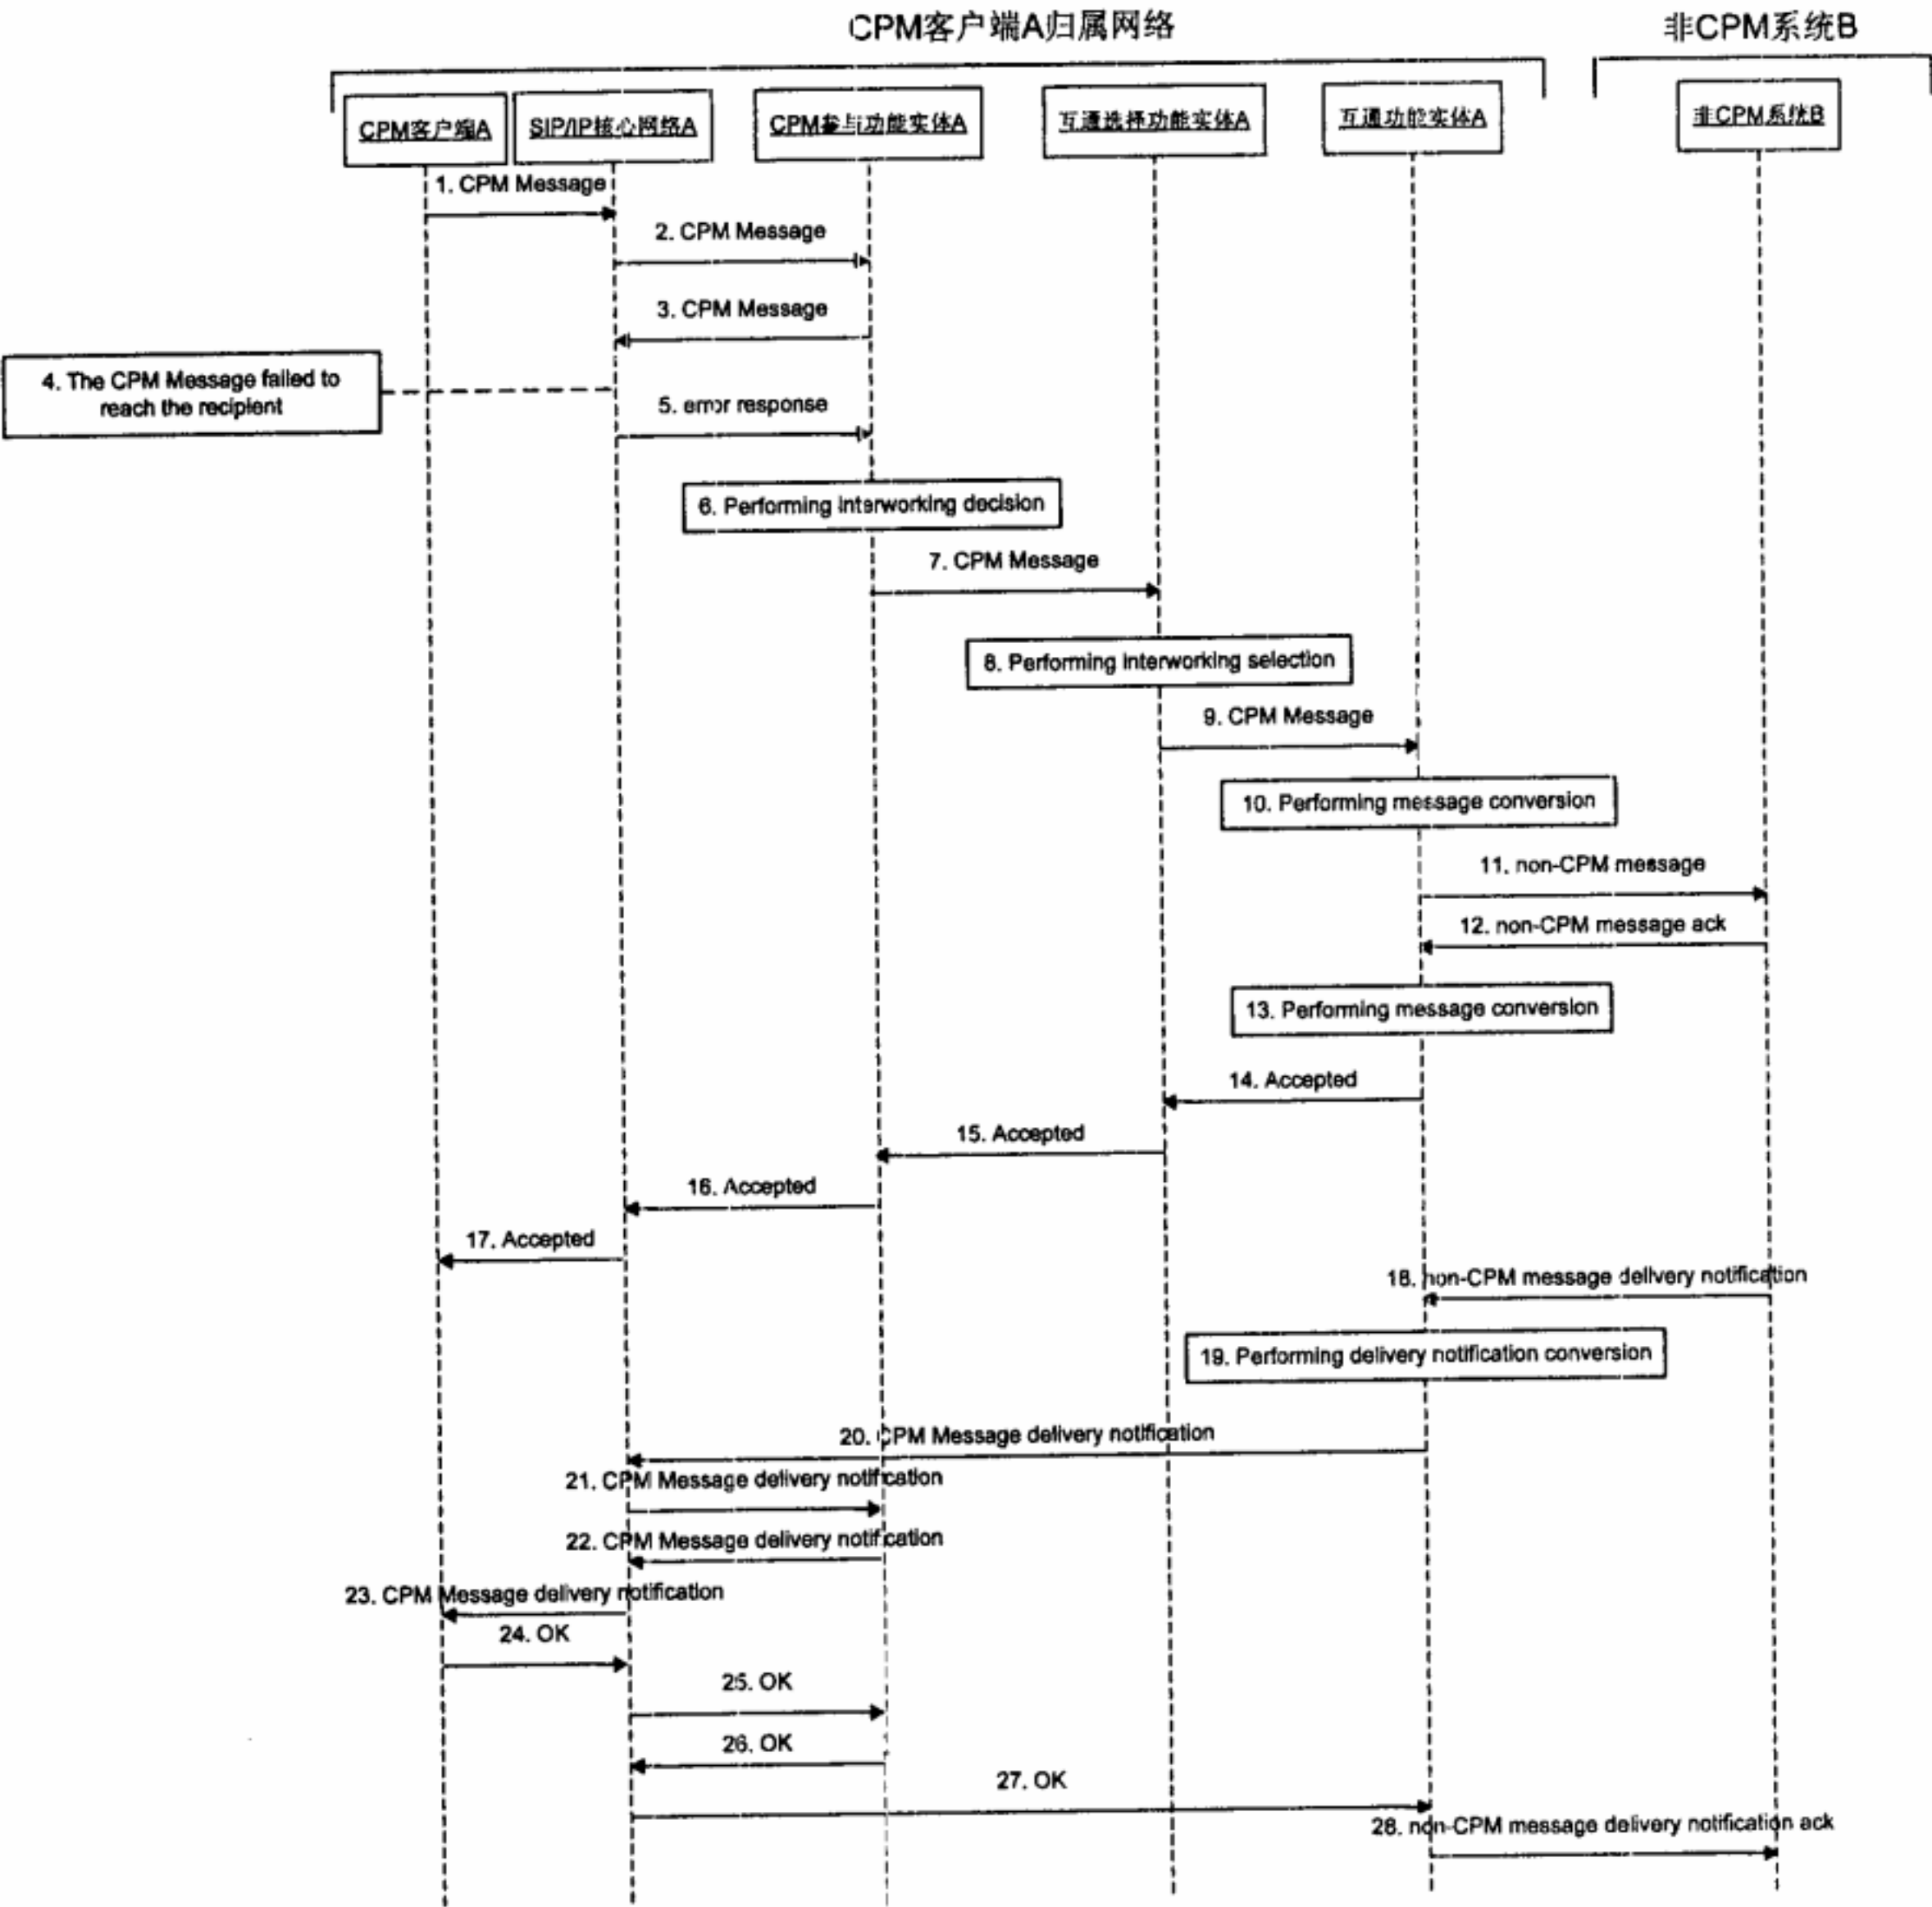 CPM客户端A归属网络
非CPM系统B
CPM客户端A
SIP/IP核心网络A
CPM参与功能实体A
互通选择功能实体A
互通功能实体A
非CPM系统B
1. CPM Message
2. CPM Message
3. CPM Message
4. The CPM Message failed to
reach the recipient
5. error response
6. Performing interworking decision
7. CPM Message
8. Performing interworking selection
9. CPM Message
10. Performing message conversion
11. non-CPM message
12. non-CPM message ack
13. Performing message conversion
14. Accepted
15. Accepted
16. Accepted
17. Accepted
18. non-CPM message delivery notification
19. Performing delivery notification conversion
20. CPM Message delivery notification
21. CPM Message delivery notification
22. CPM Message delivery notification
23. CPM Message delivery notification
24. OK
25. OK
26. OK
27. OK
28. non-CPM message delivery notification ack